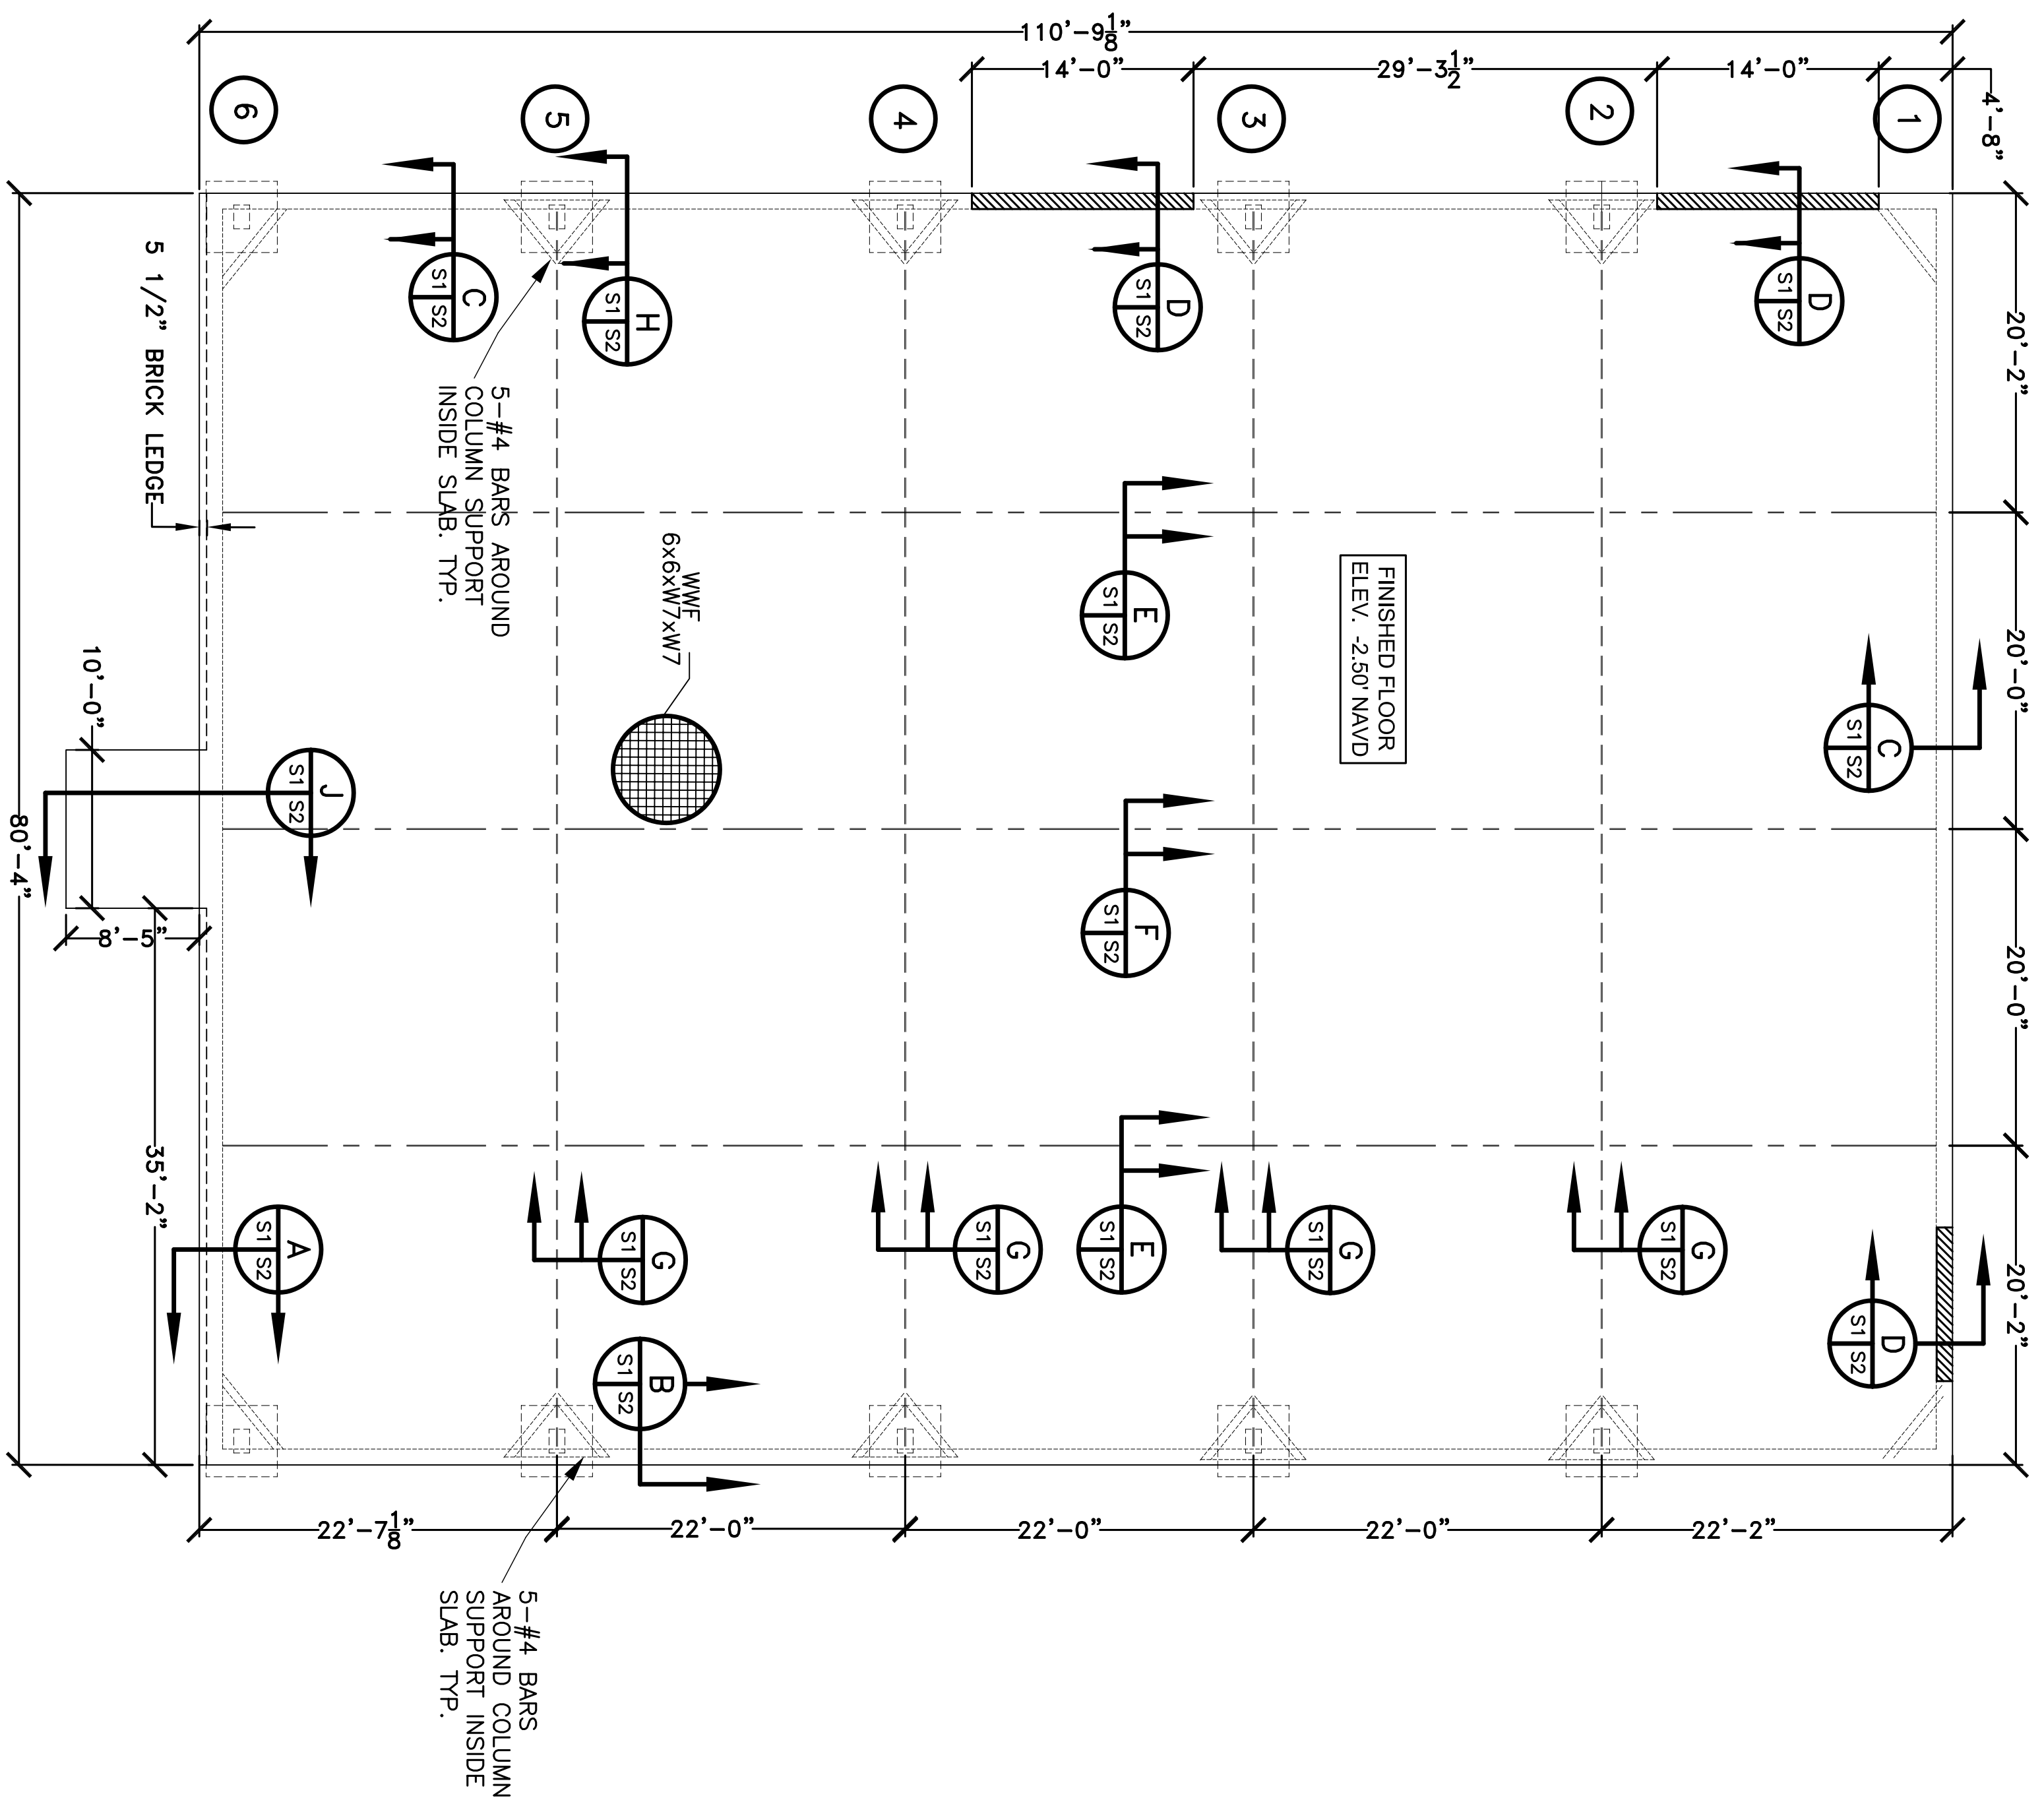 110'-9 1/8"
14'-0"
29'-3 1/2"
14'-0"
4'-8"
6
5
4
3
2
1
C
S1
S2
H
S1
S2
D
S1
S2
D
S1
S2
20'-2"
5 1/2" BRICK LEDGE
5-#4 BARS AROUND
COLUMN SUPPORT
INSIDE SLAB. TYP.
WWF
6x6xW7xW7
E
S1
S2
FINISHED FLOOR
ELEV. -2.50' NAVD
C
S1
S2
20'-0"
10'-0"
J
S1
S2
80'-4"
8'-5"
F
S1
S2
20'-0"
35'-2"
A
S1
S2
G
S1
S2
G
S1
S2
E
S1
S2
G
S1
S2
G
S1
S2
D
S1
S2
20'-2"
B
S1
S2
22'-7 1/8"
22'-0"
22'-0"
22'-0"
22'-2"
5-#4 BARS
AROUND COLUMN
SUPPORT INSIDE
SLAB. TYP.